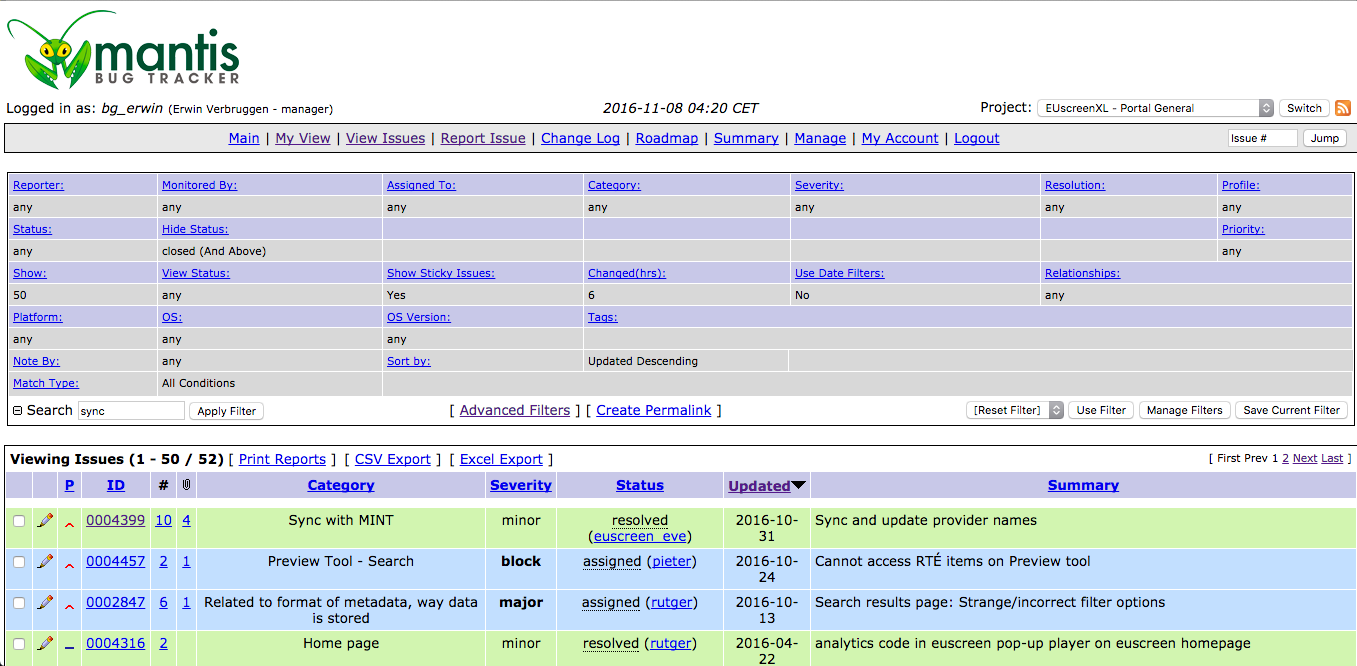 mantis
BUG TRACKER
Logged in as: bg_erwin (Erwin Verbruggen - manager) 2016-11-08 04:20 CET Project: EUscreenXL - Portal General Switch
Main | My View | View Issues | Report Issue | Change Log | Roadmap | Summary | Manage | My Account | Logout Issue # Jump
Reporter: Monitored By: Assigned To: Category: Severity: Resolution: Profile:
any any any any any any any
Status: Hide Status: Priority:
any closed (And Above) any
Show: View Status: Show Sticky Issues: Changed(hrs): Use Date Filters: Relationships:
50 any Yes 6 No any
Platform: OS: OS Version: Tags:
any any any
Note By: any Sort by: Updated Descending
Match Type: All Conditions
Search sync Apply Filter [ Advanced Filters ] [ Create Permalink ] [Reset Filter] Use Filter Manage Filters Save Current Filter
Viewing Issues (1 - 50 / 52) [ Print Reports ] [ CSV Export ] [ Excel Export ] [ First Prev 1 2 Next Last ]
P ID # Category Severity Status Updated Summary
0004399 10 4 Sync with MINT minor resolved 2016-10- Sync and update provider names
(euscreen_eve) 31
0004457 2 1 Preview Tool - Search block assigned (pieter) 2016-10- Cannot access RTÉ items on Preview tool
24
0002847 6 1 Related to format of metadata, way data major assigned (rutger) 2016-10- Search results page: Strange/incorrect filter options
is stored 13
0004316 2 Home page minor resolved (rutger) 2016-04- analytics code in euscreen pop-up player on euscreen homepage
22